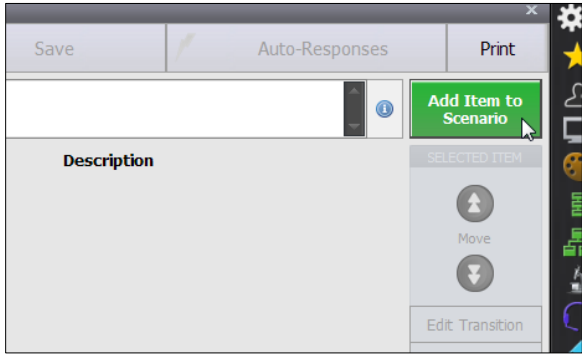 Save
Auto-Responses
Print
Add Item to
Scenario
Description
SELECTED ITEM
Move
Edit Transition